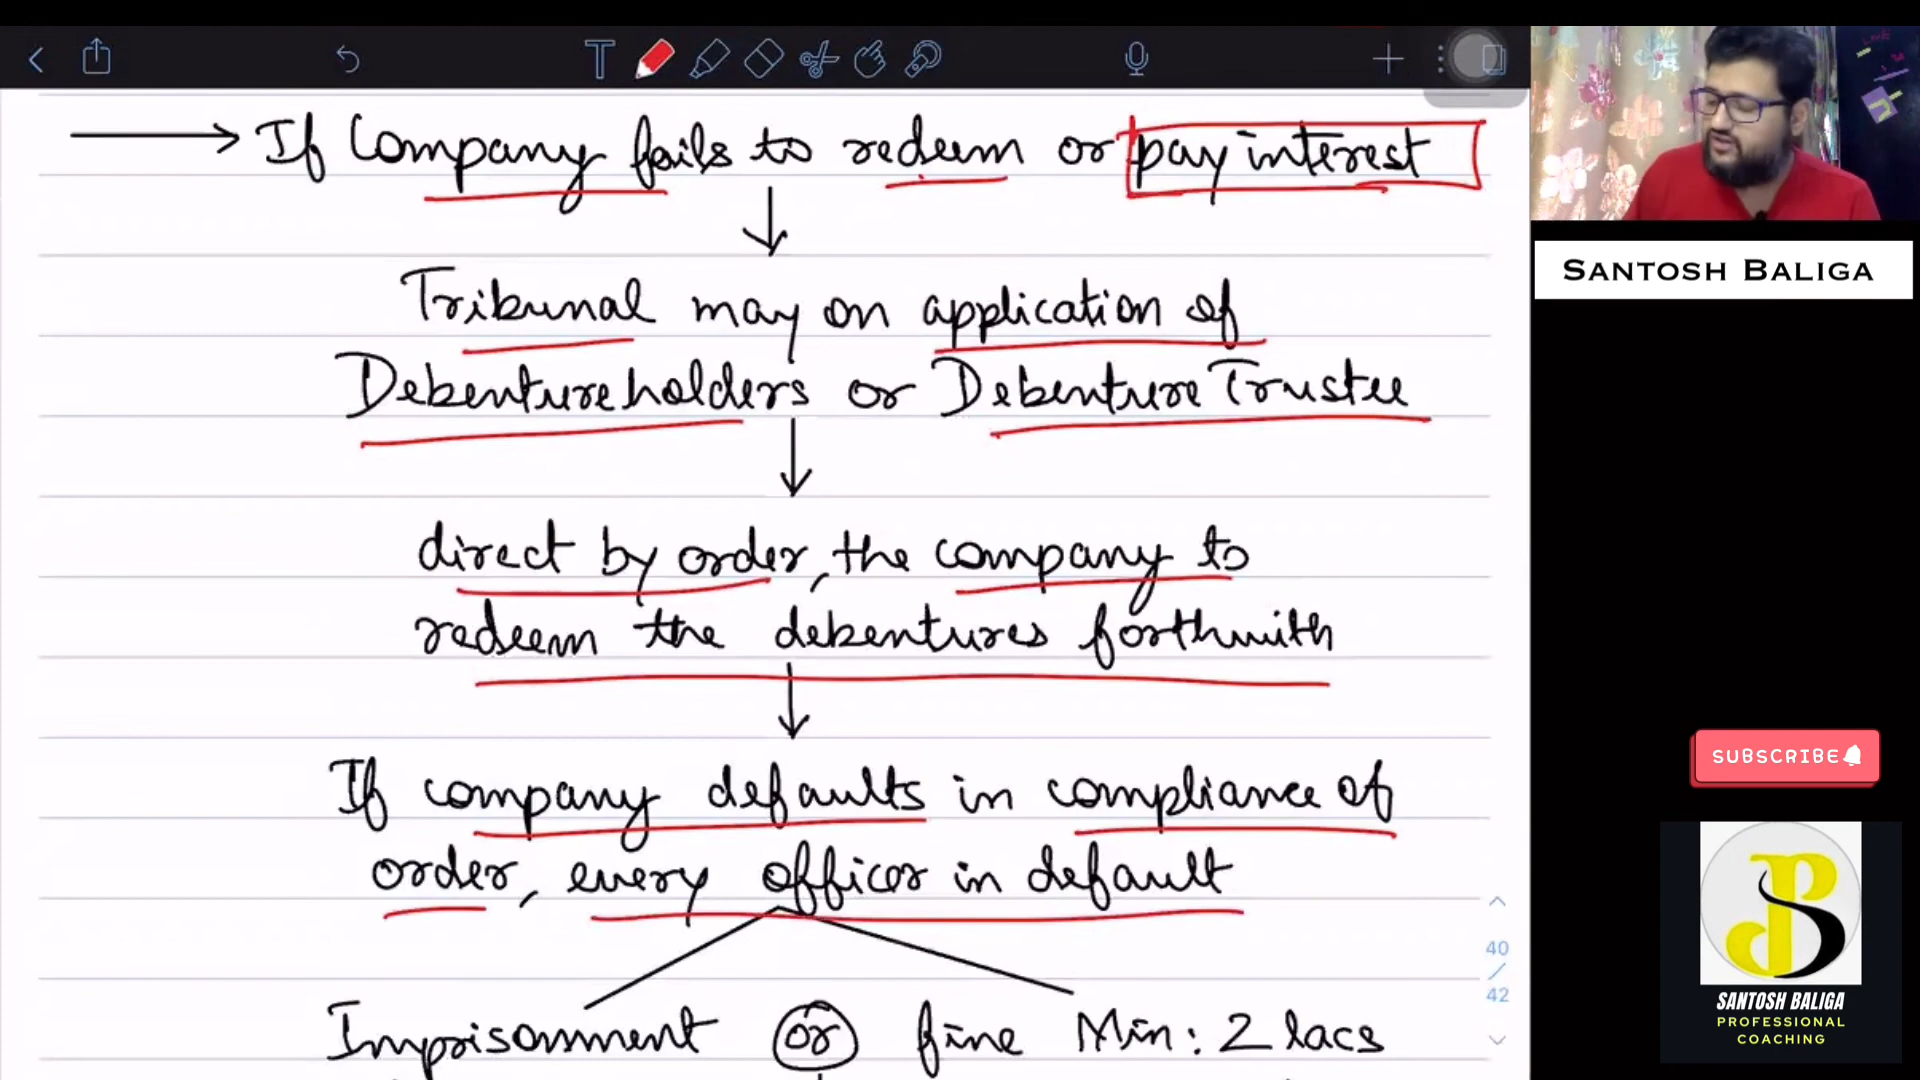 If Company fails to redeem or pay interest
Tribunal may on application of
Debentureholders or Debenture Trustee
direct by order, the company to
redeem the debentures forthwith
If company defaults in compliance of
order, every officer in default
Imprisonment or fine Min: 2 lacs
40
/
42
SANTOSH BALIGA
SUBSCRIBE
SANTOSH BALIGA
PROFESSIONAL
COACHING